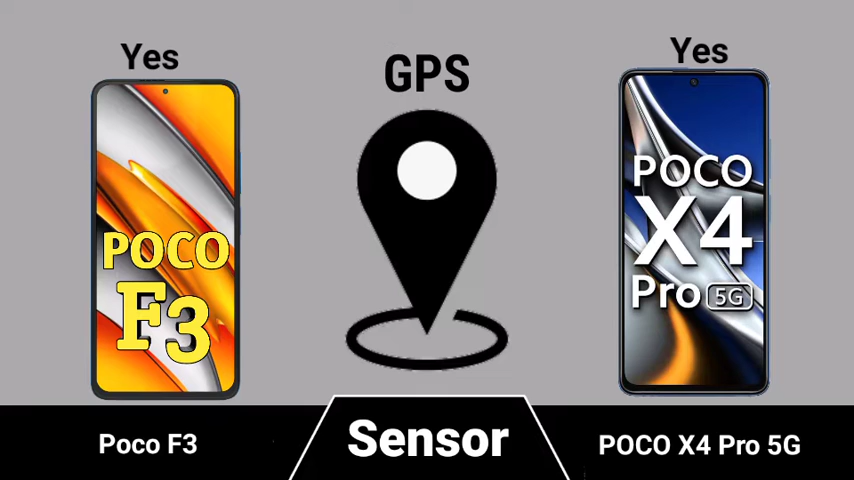 Yes
GPS
Yes
POCO
F3
POCO
X4
Pro 5G
Poco F3
Sensor
POCO X4 Pro 5G